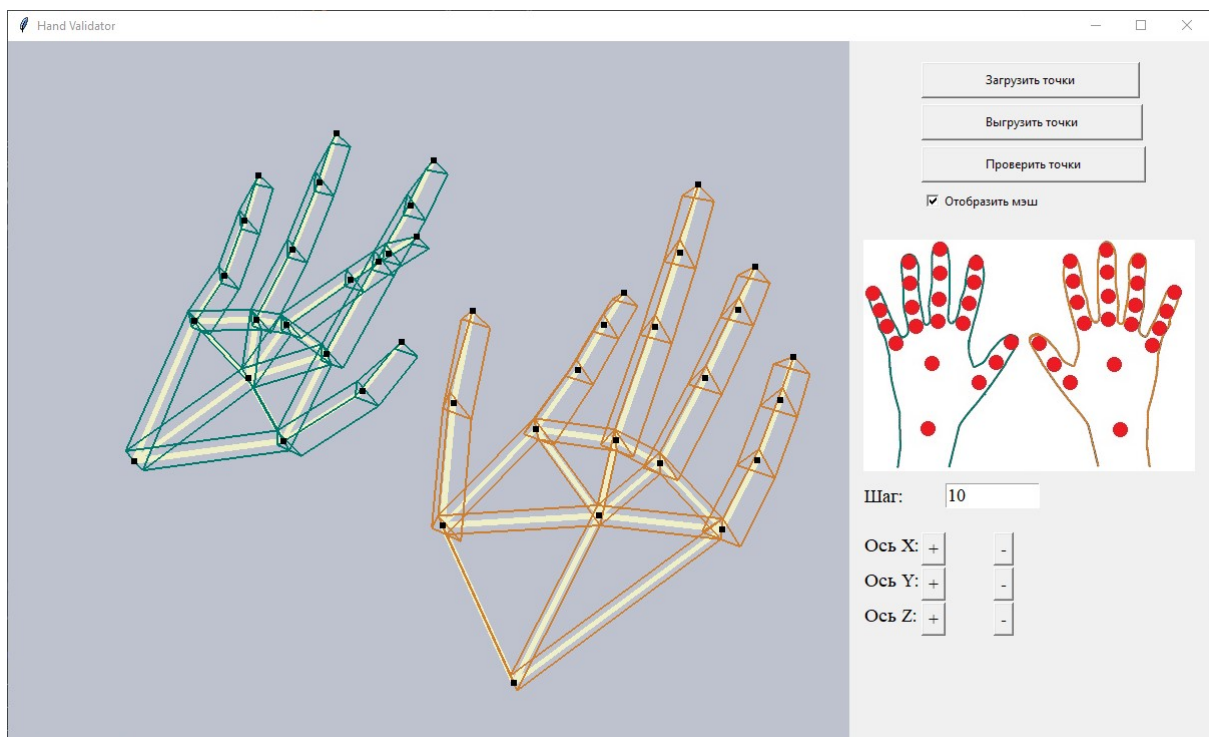 Hand Validator
Загрузить точки
Выгрузить точки
Проверить точки
Отобразить мэш
Шаг: 10
Ось X: + -
Ось Y: + -
Ось Z: + -